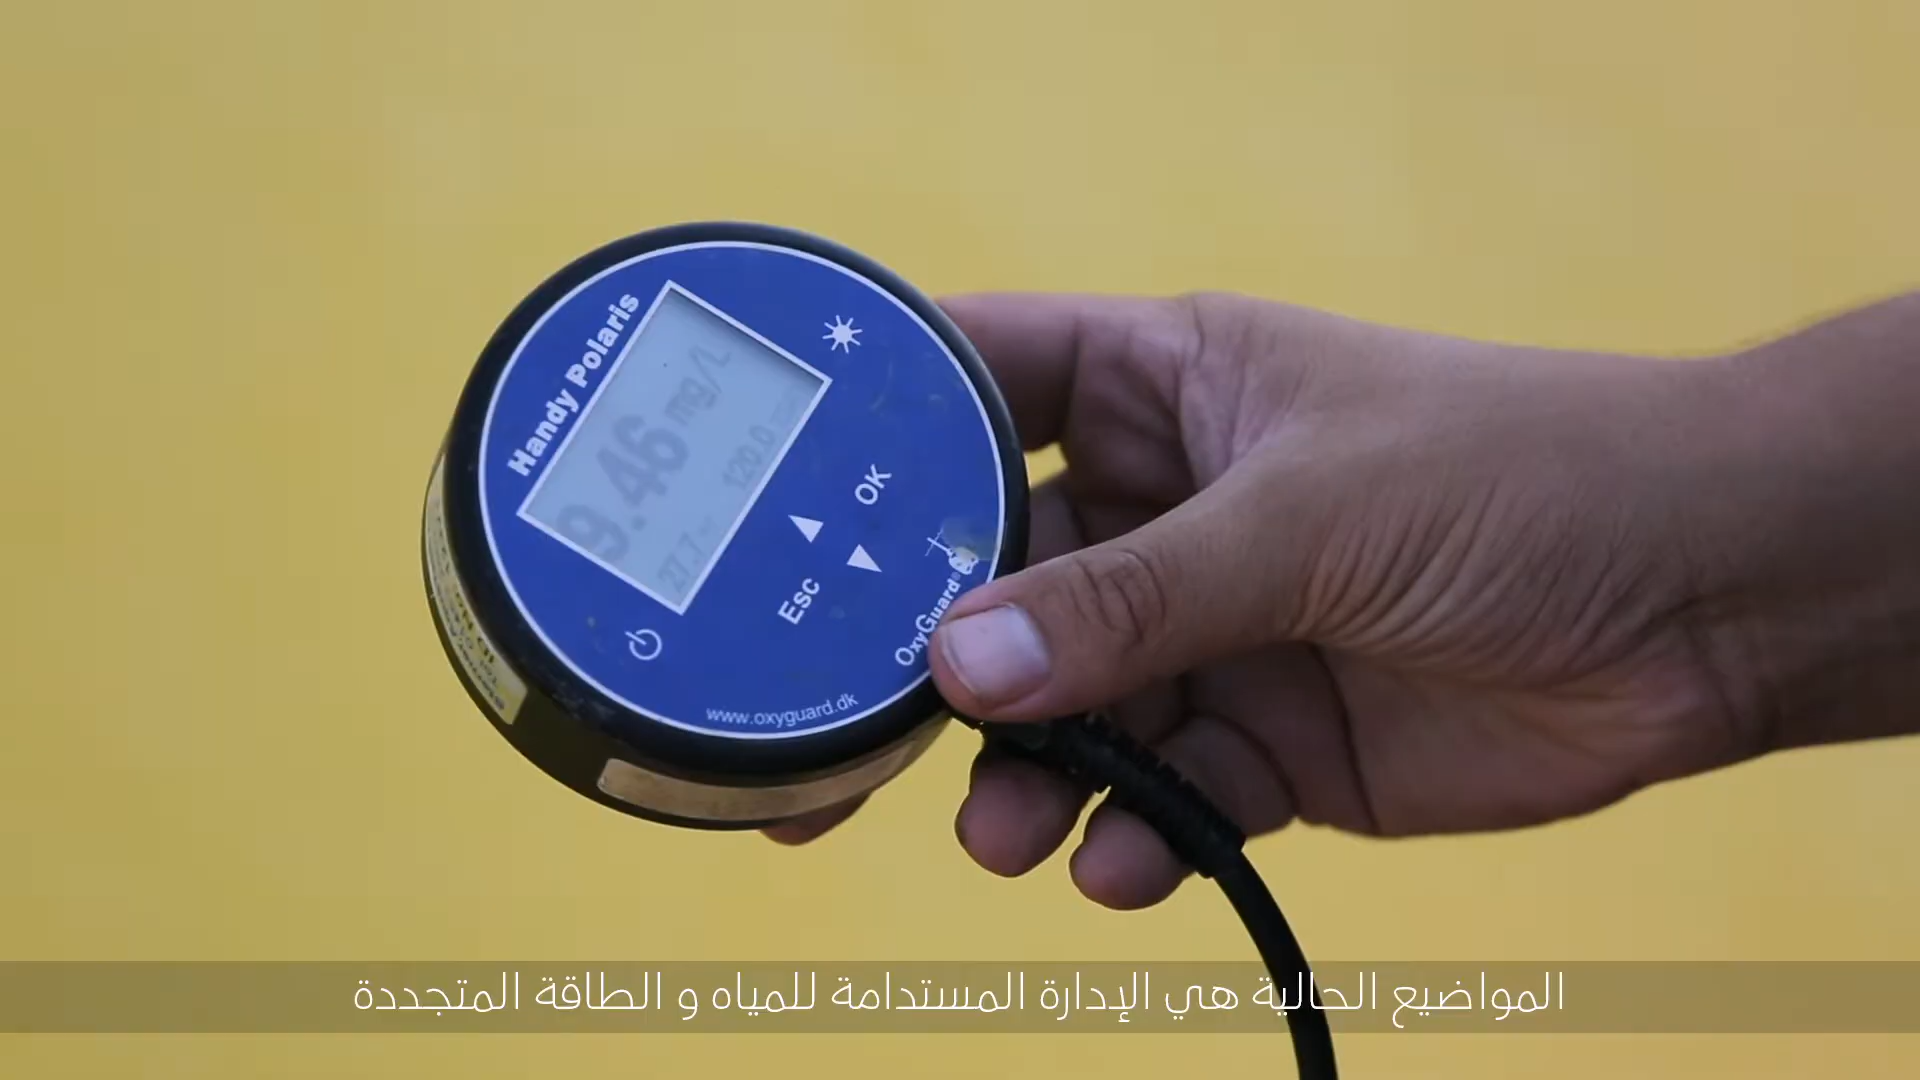 Handy Polaris
9.46 mg/L
27.7
120.0
OK
Esc
OxyGuard®
www.oxyguard.dk
المواضيع الحالية هي الإدارة المستدامة للمياه و الطاقة المتجددة